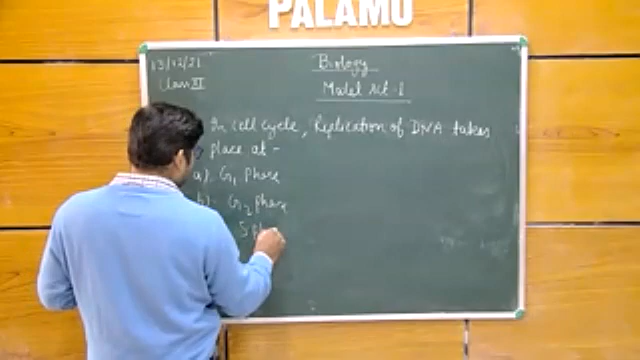 PALAMU
13/12/21
Class XI
Biology
Model Set-1
In Cell cycle, Replication of DNA takes
place at -
a) G1 Phase
b) G2 Phase
S